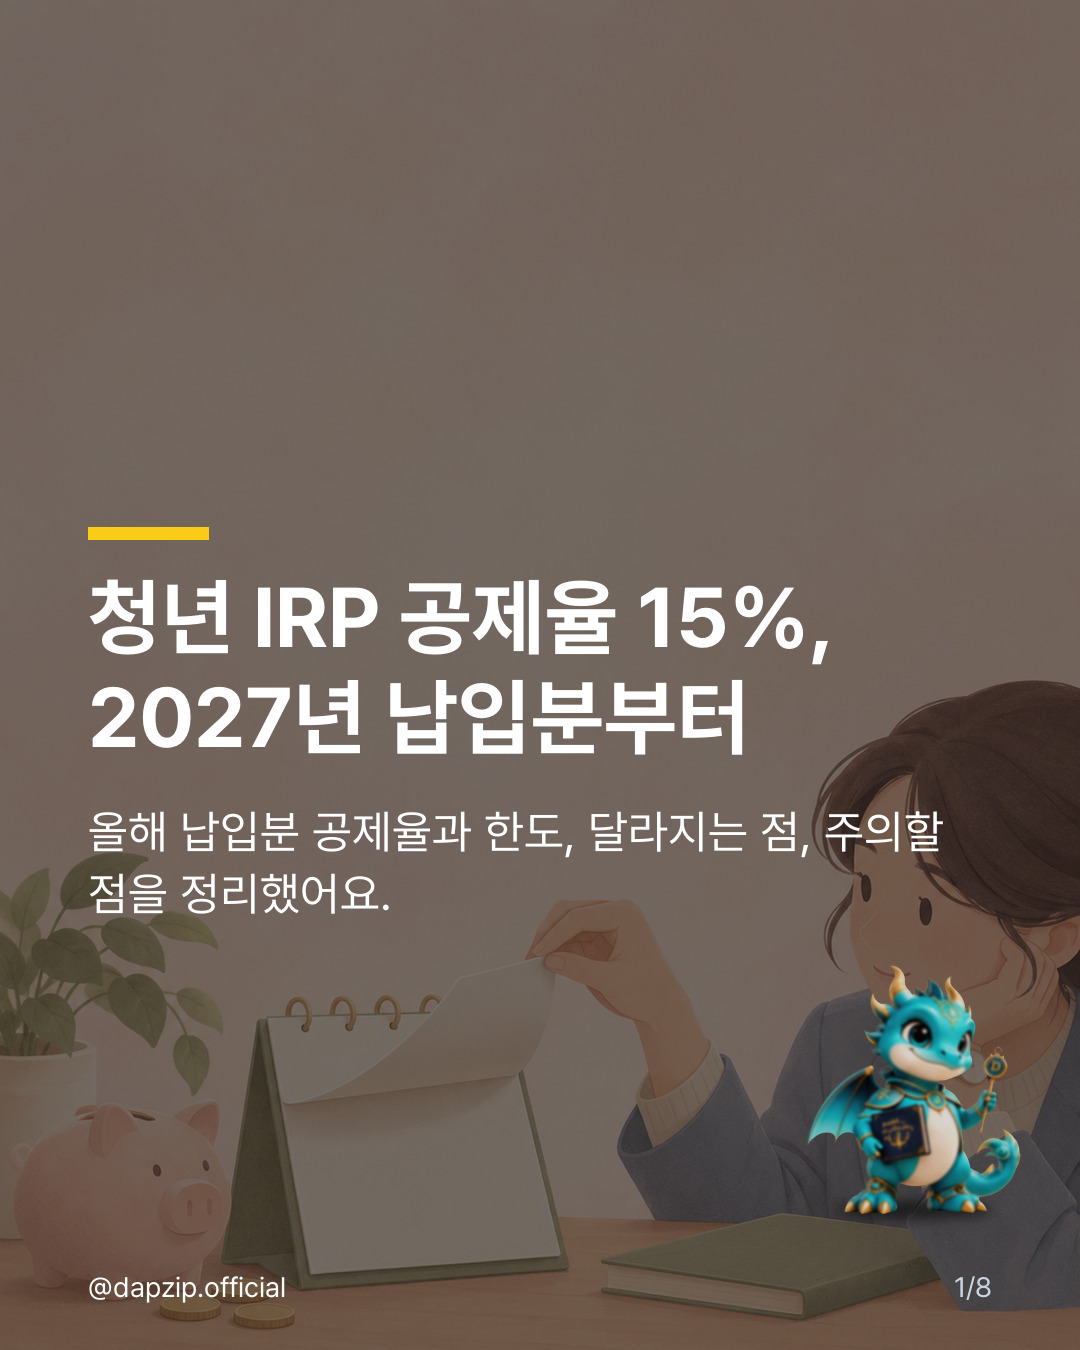 청년 IRP 공제율 15%,
2027년 납입분부터
올해 납입분 공제율과 한도, 달라지는 점, 주의할
점을 정리했어요.
@dapzip.official
1/8